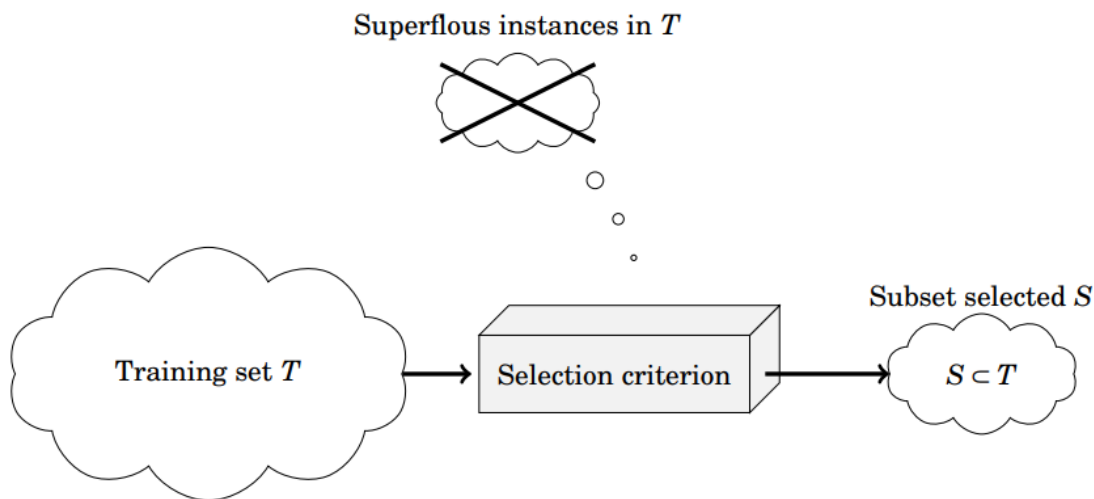 Superflous instances in T
Subset selected S
Training set T
Selection criterion
S ⊂ T